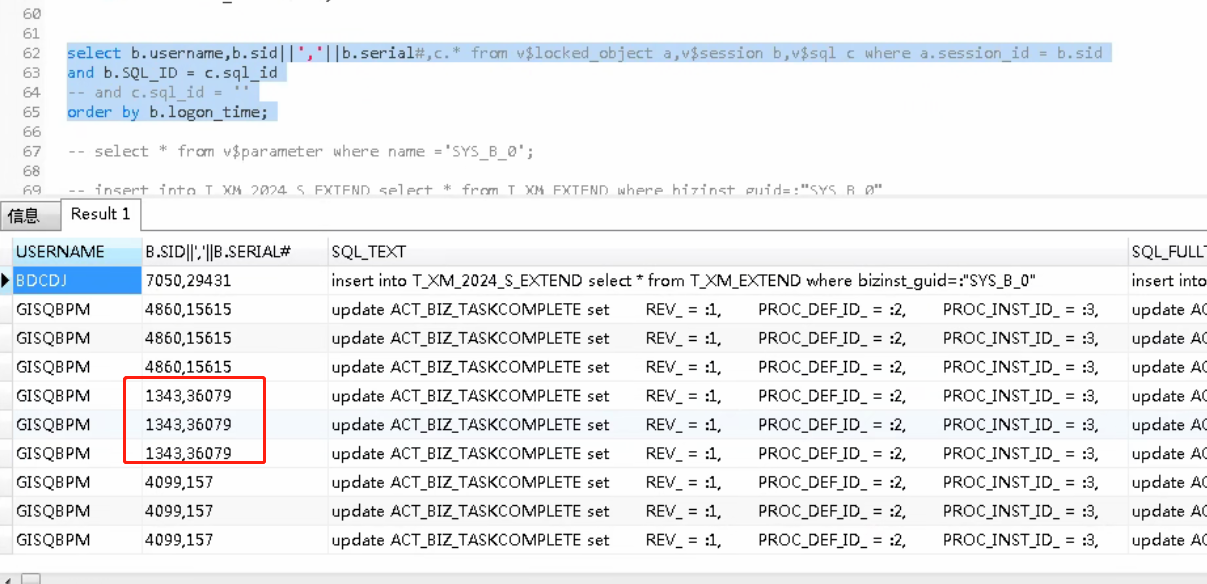 60
61
62 select b.username,b.sid||','||b.serial#,c.* from v$locked_object a,v$session b,v$sql c where a.session_id = b.sid
63 and b.SQL_ID = c.sql_id
64 -- and c.sql_id = ''
65 order by b.logon_time;
66
67 -- select * from v$parameter where name ='SYS_B_0';
68
69 -- insert into T_XM_2024_S_EXTEND select * from T_XM_EXTEND where bizinst_guid=:"SYS_B_0"
信息 Result 1
USERNAME B.SID||','||B.SERIAL# SQL_TEXT SQL_FULLT
BDCDJ 7050,29431 insert into T_XM_2024_S_EXTEND select * from T_XM_EXTEND where bizinst_guid=:"SYS_B_0" insert into
GISQBPM 4860,15615 update ACT_BIZ_TASKCOMPLETE set REV_ = :1, PROC_DEF_ID_ = :2, PROC_INST_ID_ = :3, update AC
GISQBPM 4860,15615 update ACT_BIZ_TASKCOMPLETE set REV_ = :1, PROC_DEF_ID_ = :2, PROC_INST_ID_ = :3, update AC
GISQBPM 4860,15615 update ACT_BIZ_TASKCOMPLETE set REV_ = :1, PROC_DEF_ID_ = :2, PROC_INST_ID_ = :3, update AC
GISQBPM 1343,36079 update ACT_BIZ_TASKCOMPLETE set REV_ = :1, PROC_DEF_ID_ = :2, PROC_INST_ID_ = :3, update AC
GISQBPM 1343,36079 update ACT_BIZ_TASKCOMPLETE set REV_ = :1, PROC_DEF_ID_ = :2, PROC_INST_ID_ = :3, update AC
GISQBPM 1343,36079 update ACT_BIZ_TASKCOMPLETE set REV_ = :1, PROC_DEF_ID_ = :2, PROC_INST_ID_ = :3, update AC
GISQBPM 4099,157 update ACT_BIZ_TASKCOMPLETE set REV_ = :1, PROC_DEF_ID_ = :2, PROC_INST_ID_ = :3, update AC
GISQBPM 4099,157 update ACT_BIZ_TASKCOMPLETE set REV_ = :1, PROC_DEF_ID_ = :2, PROC_INST_ID_ = :3, update AC
GISQBPM 4099,157 update ACT_BIZ_TASKCOMPLETE set REV_ = :1, PROC_DEF_ID_ = :2, PROC_INST_ID_ = :3, update AC